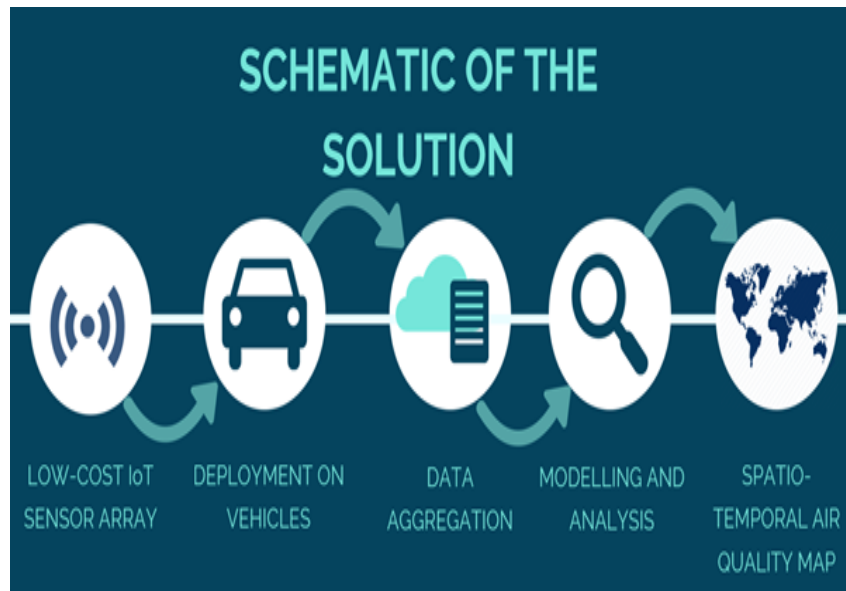 SCHEMATIC OF THE
SOLUTION
LOW-COST IoT
SENSOR ARRAY
DEPLOYMENT ON
VEHICLES
DATA
AGGREGATION
MODELLING AND
ANALYSIS
SPATIO-
TEMPORAL AIR
QUALITY MAP